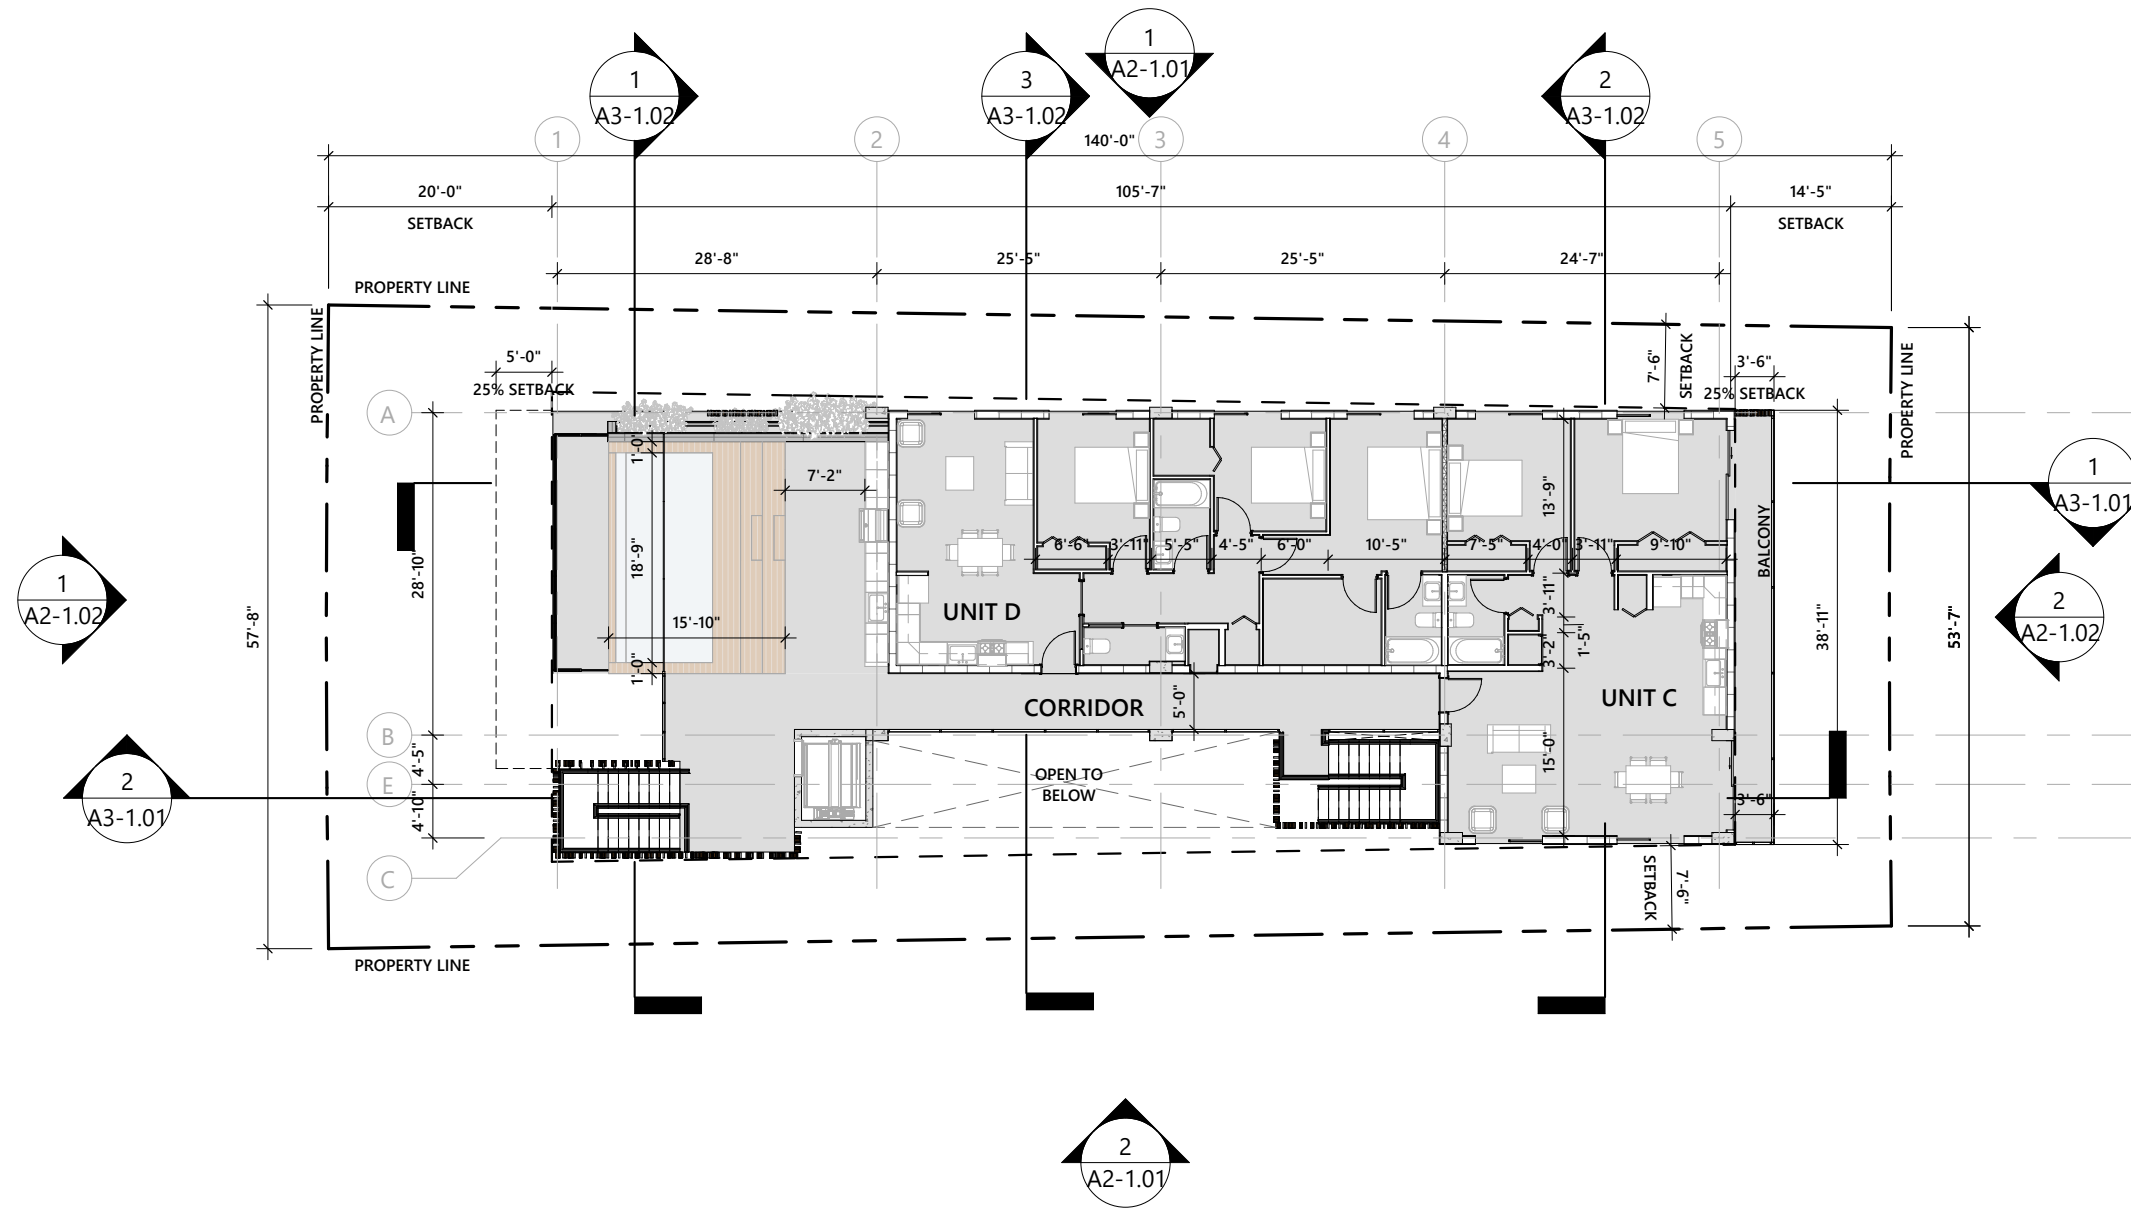 1
A2-1.01
1
A3-1.02
3
A3-1.02
2
A3-1.02
1
2
3
4
5
140'-0"
20'-0"
105'-7"
14'-5"
SETBACK
SETBACK
28'-8"
25'-5"
25'-5"
24'-7"
PROPERTY LINE
PROPERTY LINE
PROPERTY LINE
5'-0"
25% SETBACK
7'-6"
SETBACK
3'-6"
25% SETBACK
A
1'-0"
7'-2"
13'-9"
BALCONY
1
A3-1.01
28'-10"
18'-9"
6'-6"
3'-11"
5'-5"
4'-5"
6'-0"
10'-5"
7'-5"
4'-0"
3'-11"
9'-10"
1
A2-1.02
57'-8"
15'-10"
UNIT D
3'-11"
3'-2"
1'-5"
38'-11"
53'-7"
2
A2-1.02
1'-0"
CORRIDOR
5'-0"
UNIT C
B
4'-5"
E
4'-10"
OPEN TO
BELOW
15'-0"
3'-6"
2
A3-1.01
C
SETBACK
7'-6"
PROPERTY LINE
2
A2-1.01